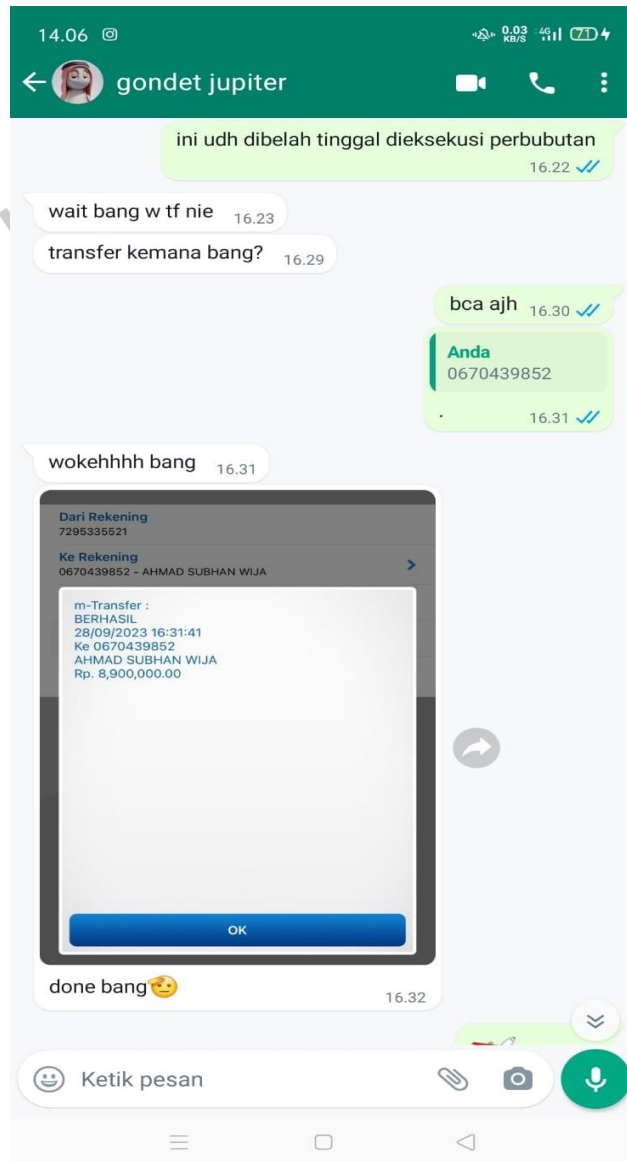 14.06
0.03 KB/S 4G 71
gondet jupiter
ini udh dibelah tinggal dieksekusi perbubutan
16.22
wait bang w tf nie 16.23
transfer kemana bang? 16.29
bca ajh 16.30
Anda
0670439852
. 16.31
wokehhhh bang 16.31
Dari Rekening
7295335521
Ke Rekening
0670439852 - AHMAD SUBHAN WIJA
m-Transfer :
BERHASIL
28/09/2023 16:31:41
Ke 0670439852
AHMAD SUBHAN WIJA
Rp. 8,900,000.00
OK
done bang🫡
16.32
Ketik pesan